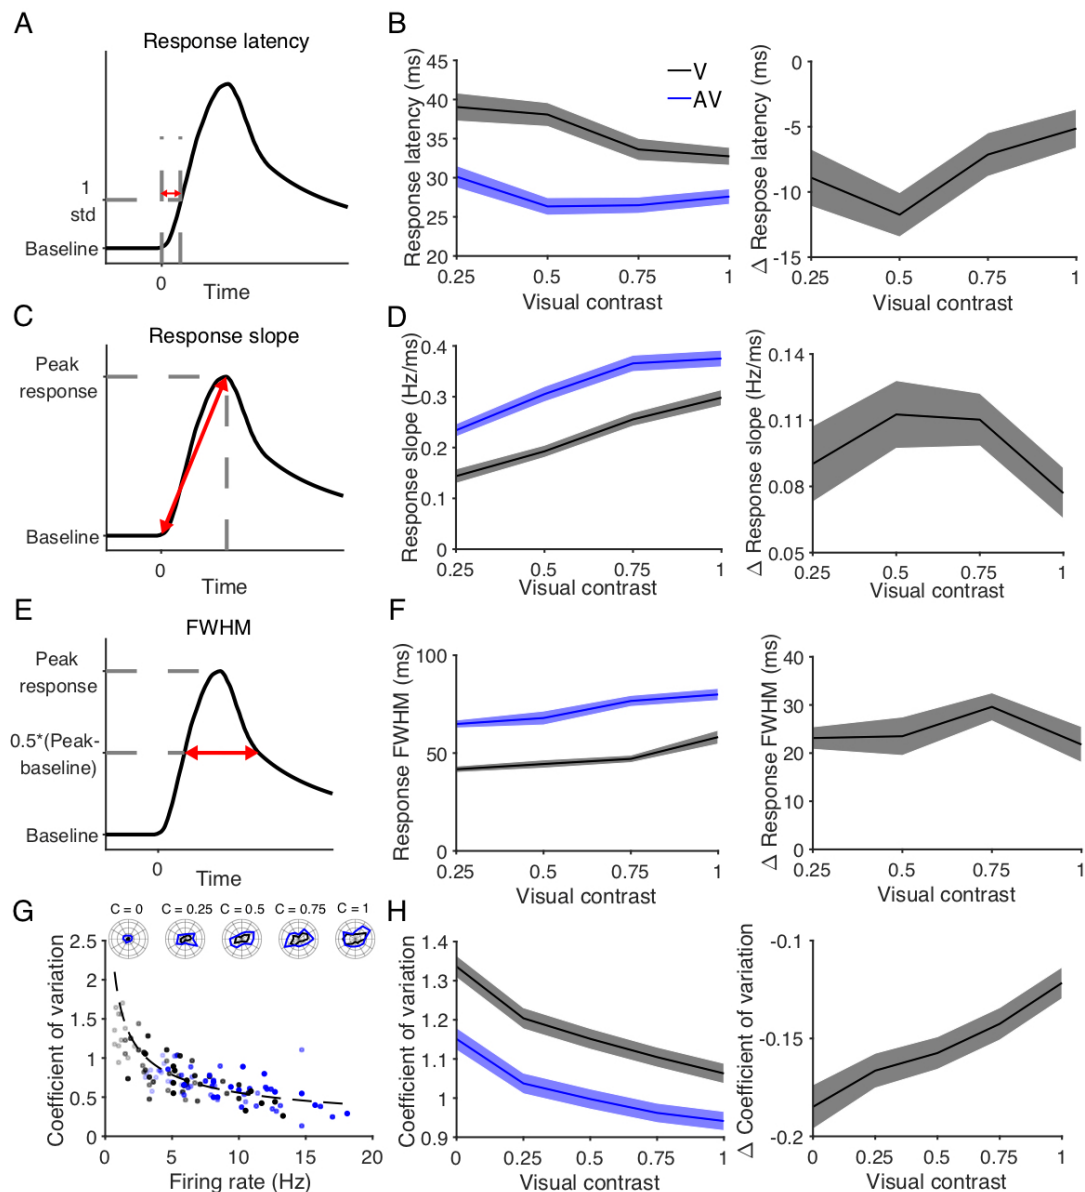 A
Response latency
1
std
Baseline
0
Time
B
Response latency (ms)
45
40
35
30
25
20
V
AV
0.25
0.5
0.75
1
Visual contrast
Δ Respose latency (ms)
0
-5
-10
-15
0.25
0.5
0.75
1
Visual contrast
C
Response slope
Peak
response
Baseline
0
Time
D
Response slope (Hz/ms)
0.4
0.3
0.2
0.1
0
0.25
0.5
0.75
1
Visual contrast
Δ Response slope (Hz/ms)
0.14
0.11
0.08
0.05
0.25
0.5
0.75
1
Visual contrast
E
FWHM
Peak
response
0.5*(Peak-
baseline)
Baseline
0
Time
F
Response FWHM (ms)
100
50
0
0.25
0.5
0.75
1
Visual contrast
Δ Response FWHM (ms)
40
30
20
10
0
0.25
0.5
0.75
1
Visual contrast
G
C = 0
C = 0.25
C = 0.5
C = 0.75
C = 1
Coefficient of variation
2.5
2
1.5
1
0.5
0
0
5
10
15
20
Firing rate (Hz)
H
Coefficient of variation
1.4
1.3
1.2
1.1
1
0.9
0
0.25
0.5
0.75
1
Visual contrast
Δ Coefficient of variation
-0.1
-0.15
-0.2
0
0.25
0.5
0.75
1
Visual contrast